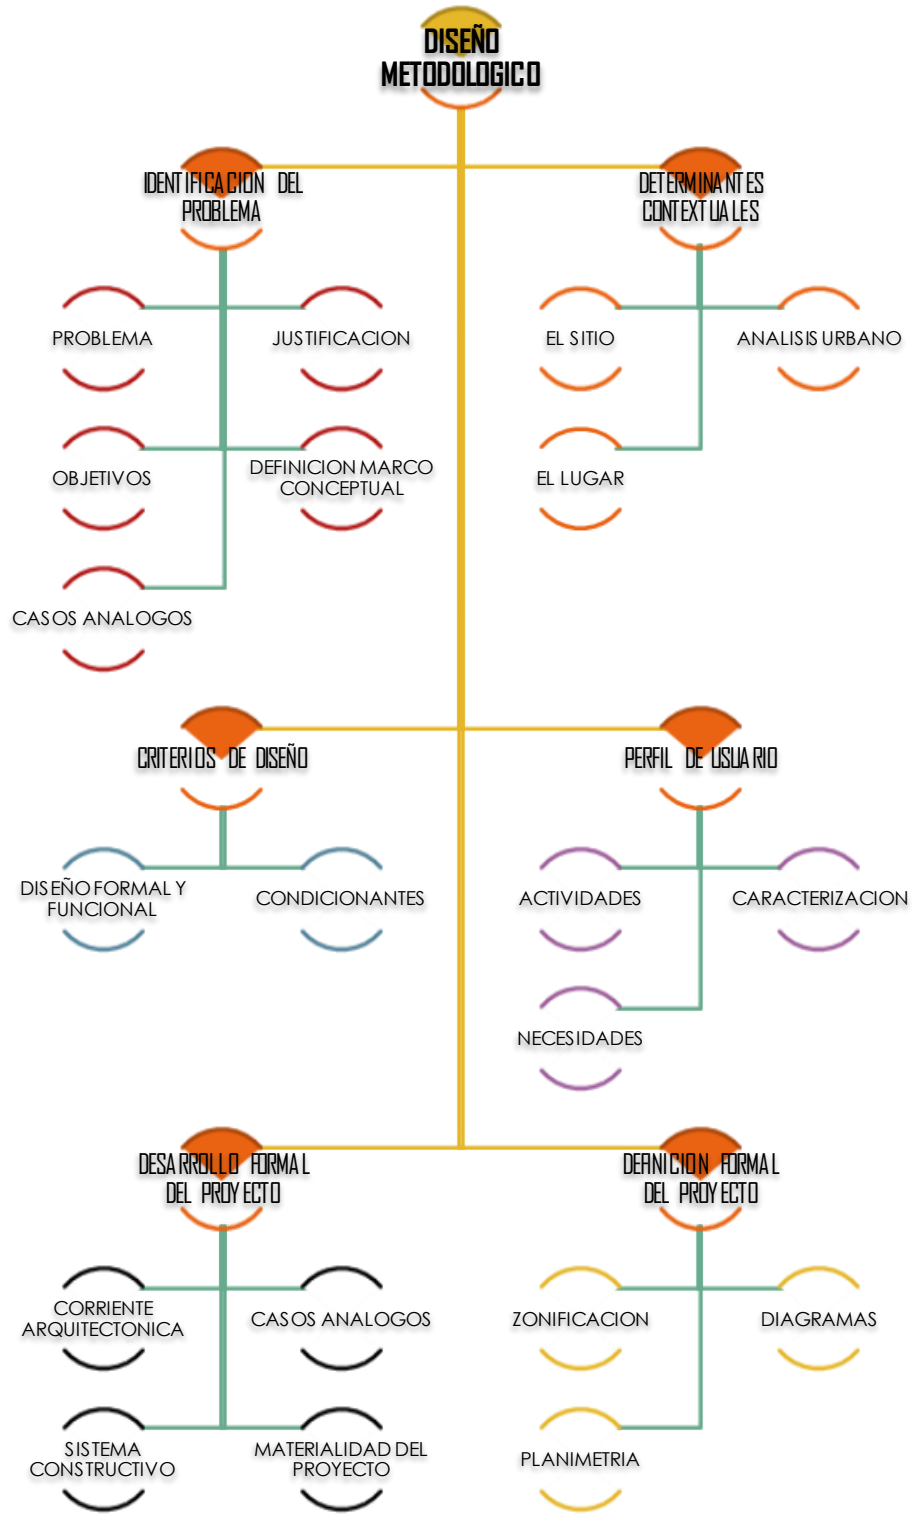 DISEÑO
METODOLOGICO
IDENTIFICACION DEL
PROBLEMA
DETERMINANTES
CONTEXTUALES
PROBLEMA
JUSTIFICACION
EL SITIO
ANALISIS URBANO
OBJETIVOS
DEFINICION MARCO
CONCEPTUAL
EL LUGAR
CASOS ANALOGOS
CRITERIOS DE DISEÑO
PERFIL DE USUARIO
DISEÑO FORMAL Y
FUNCIONAL
CONDICIONANTES
ACTIVIDADES
CARACTERIZACION
NECESIDADES
DESARROLLO FORMAL
DEL PROYECTO
DEFINICION FORMAL
DEL PROYECTO
CORRIENTE
ARQUITECTONICA
CASOS ANALOGOS
ZONIFICACION
DIAGRAMAS
SISTEMA
CONSTRUCTIVO
MATERIALIDAD DEL
PROYECTO
PLANIMETRIA